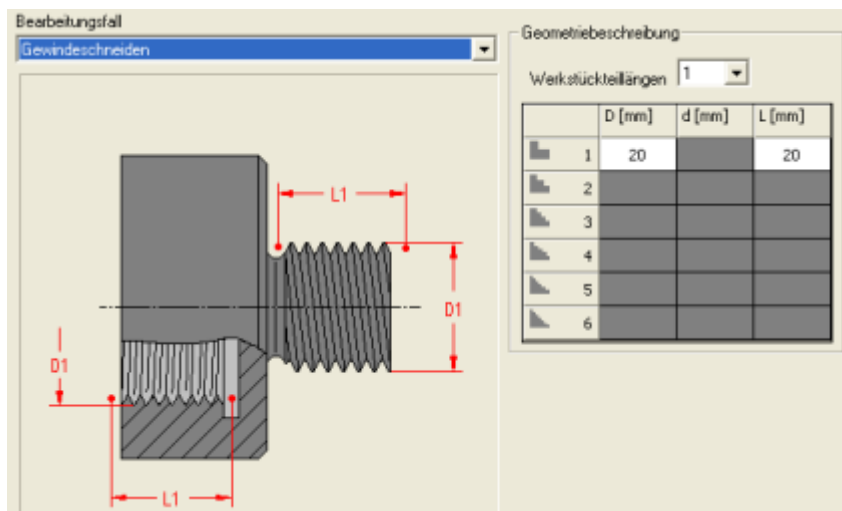 Bearbeitungsfall
Gewindeschneiden
Geometriebeschreibung
Werkstückteillängen 1
D [mm] d [mm] L [mm]
1 20 20
2
3
4
5
6
L1
D1
D1
L1